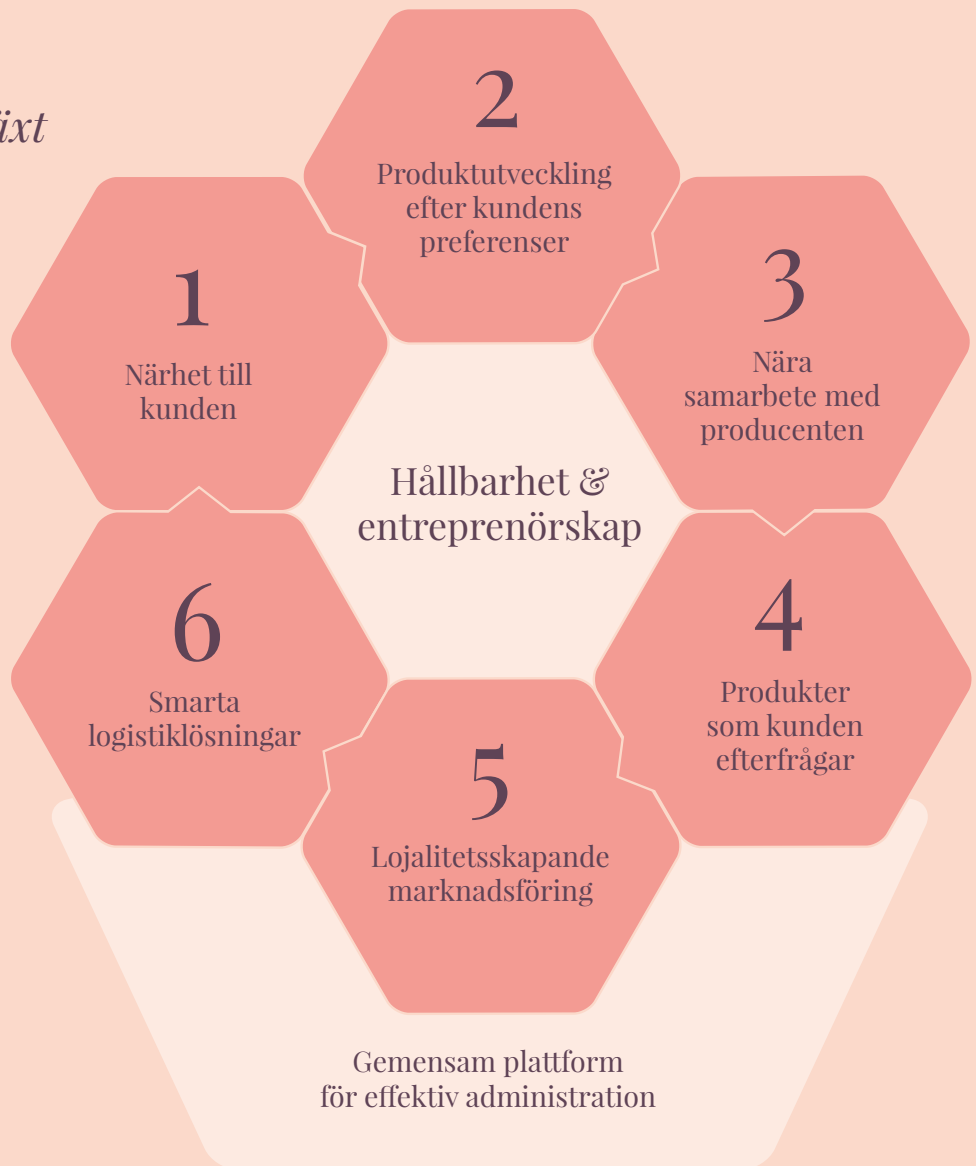 1
Närhet till
kunden
2
Produktutveckling
efter kundens
preferenser
3
Nära
samarbete med
producenten
4
Produkter
som kunden
efterfrågar
5
Lojalitetsskapande
marknadsföring
6
Smarta
logistiklösningar
Hållbarhet &
entreprenörskap
Gemensam plattform
för effektiv administration